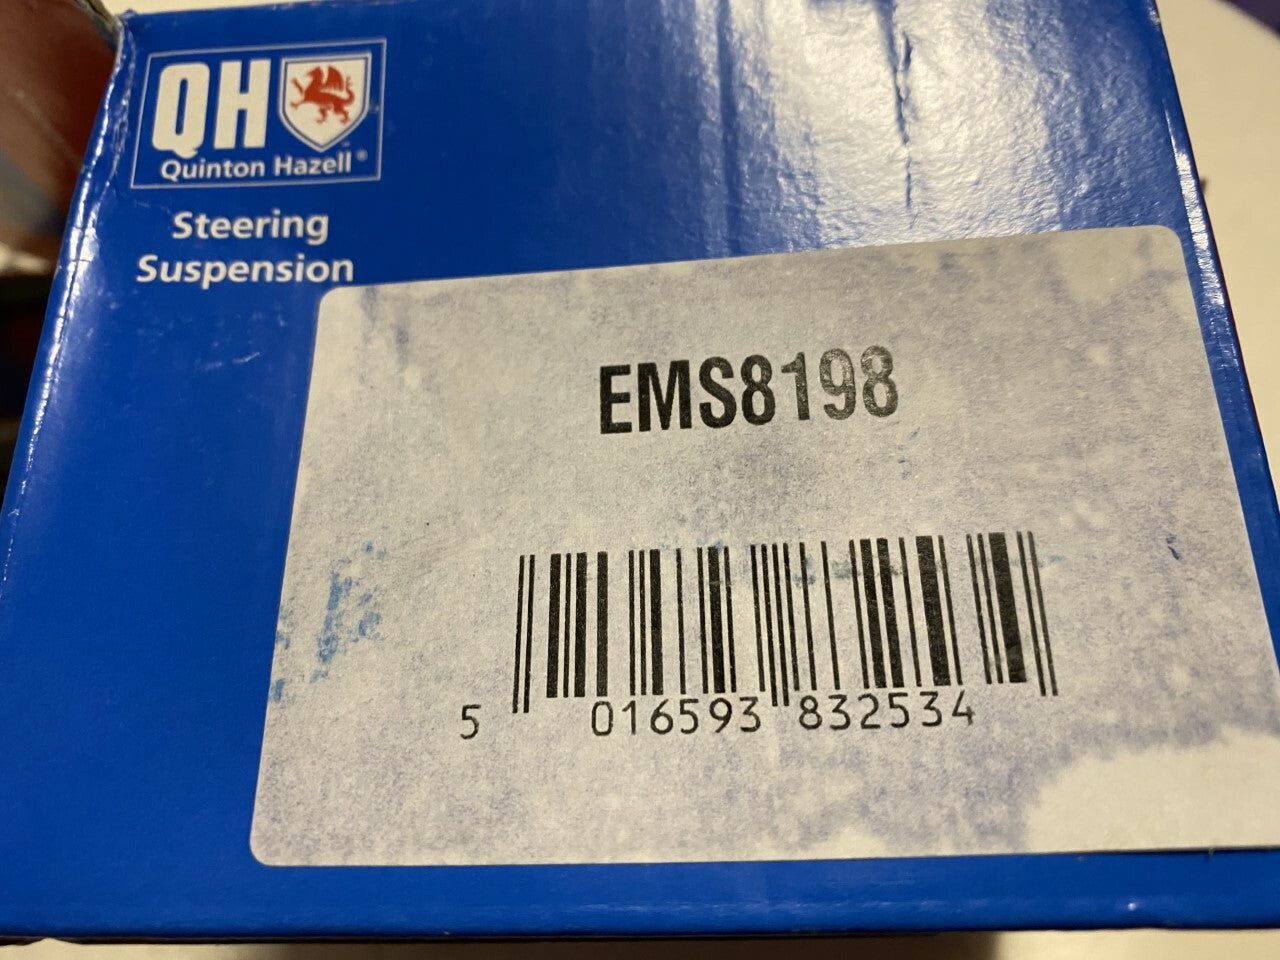 QH
Quinton Hazell®
Steering
Suspension
EMS8198
5 016593 832534